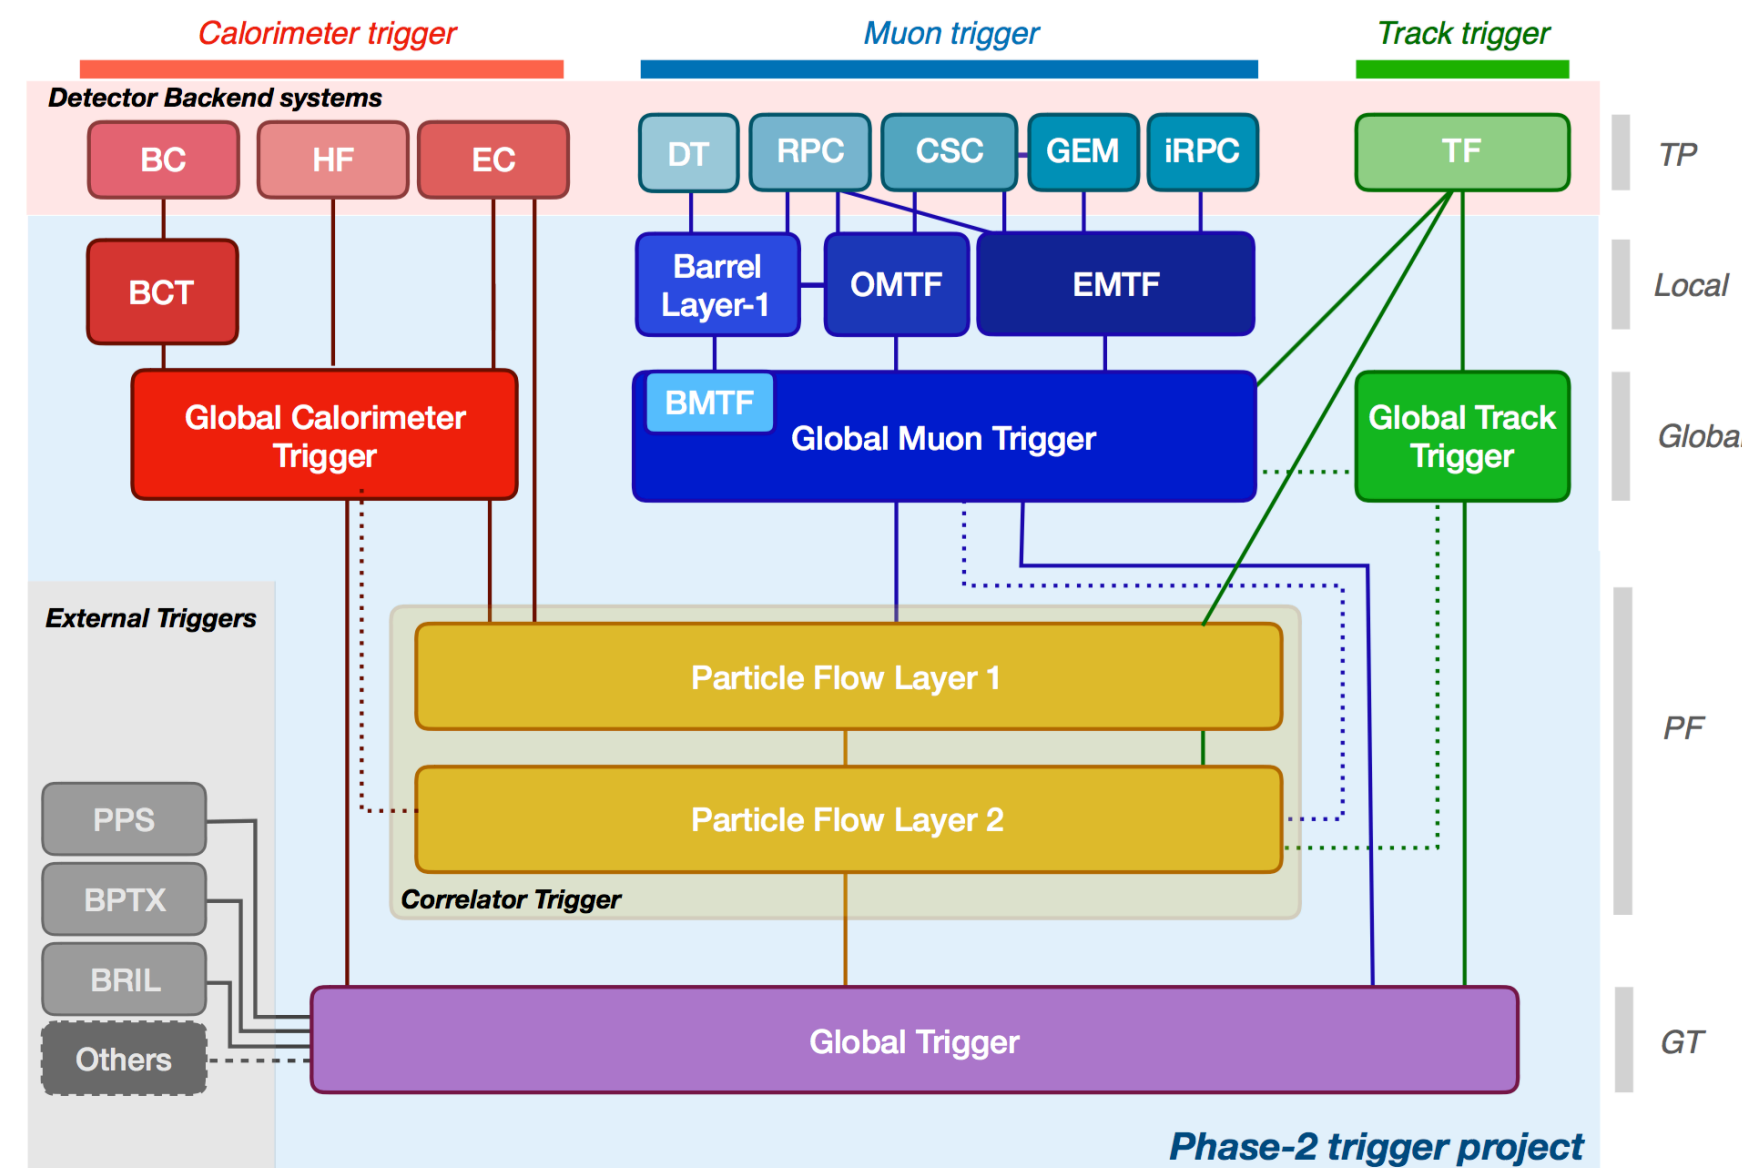 Calorimeter trigger
Muon trigger
Track trigger
Detector Backend systems
BC
HF
EC
DT
RPC
CSC
GEM
iRPC
TF
TP
BCT
Barrel
Layer-1
OMTF
EMTF
Local
Global Calorimeter
Trigger
BMTF
Global Muon Trigger
Global Track
Trigger
Global
External Triggers
Particle Flow Layer 1
PF
PPS
Particle Flow Layer 2
BPTX
Correlator Trigger
BRIL
Others
Global Trigger
GT
Phase-2 trigger project